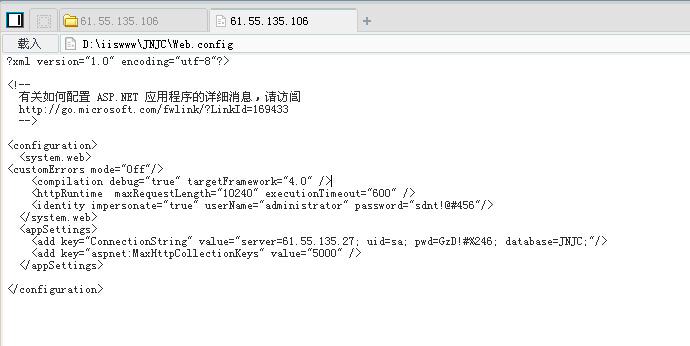 61.55.135.106
61.55.135.106
载入
D:\iiswww\JNJC\Web.config
?xml version="1.0" encoding="utf-8"?>
<!--
有关如何配置 ASP.NET 应用程序的详细消息,请访问
http://go.microsoft.com/fwlink/?LinkId=169433
-->
<configuration>
<system.web>
<customErrors mode="Off"/>
<compilation debug="true" targetFramework="4.0" />
<httpRuntime maxRequestLength="10240" executionTimeout="600" />
<identity impersonate="true" userName="administrator" password="sdnt!@#456"/>
</system.web>
<appSettings>
<add key="ConnectionString" value="server=61.55.135.27; uid=sa; pwd=GzD!#%246; database=JNJC;"/>
<add key="aspnet:MaxHttpCollectionKeys" value="5000" />
</appSettings>
</configuration>